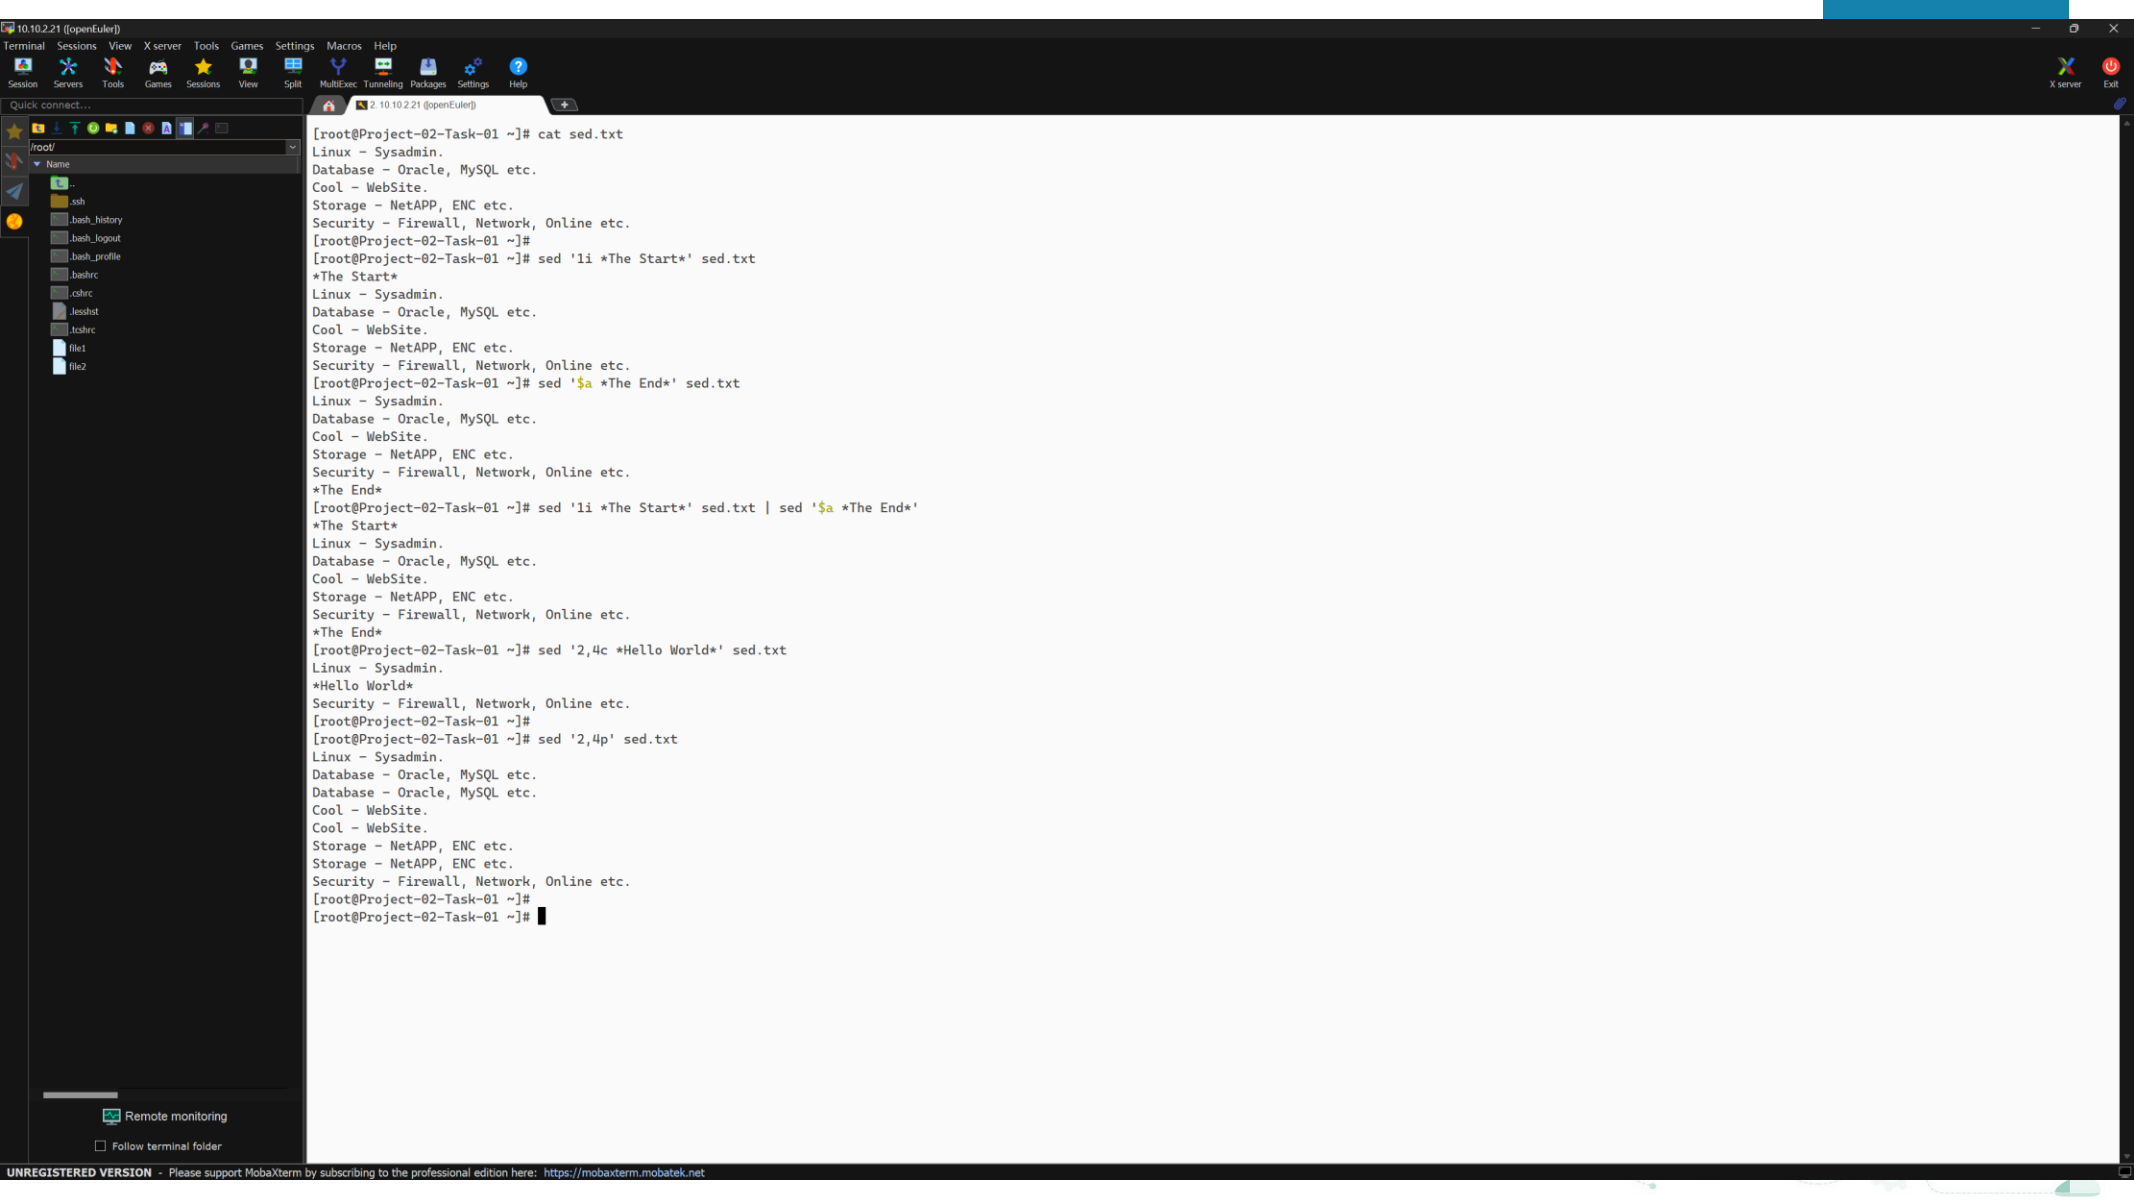 10.10.2.21 ([openEuler])
Terminal Sessions View X server Tools Games Settings Macros Help
Session Servers Tools Games Sessions View Split MultiExec Tunneling Packages Settings Help X server Exit
Quick connect...
2. 10.10.2.21 ([openEuler])
/root/
Name
..
.ssh
.bash_history
.bash_logout
.bash_profile
.bashrc
.cshrc
.lesshst
.tcshrc
file1
file2
[root@Project-02-Task-01 ~]# cat sed.txt
Linux - Sysadmin.
Database - Oracle, MySQL etc.
Cool - WebSite.
Storage - NetAPP, ENC etc.
Security - Firewall, Network, Online etc.
[root@Project-02-Task-01 ~]#
[root@Project-02-Task-01 ~]# sed '1i *The Start*' sed.txt
*The Start*
Linux - Sysadmin.
Database - Oracle, MySQL etc.
Cool - WebSite.
Storage - NetAPP, ENC etc.
Security - Firewall, Network, Online etc.
[root@Project-02-Task-01 ~]# sed '$a *The End*' sed.txt
Linux - Sysadmin.
Database - Oracle, MySQL etc.
Cool - WebSite.
Storage - NetAPP, ENC etc.
Security - Firewall, Network, Online etc.
*The End*
[root@Project-02-Task-01 ~]# sed '1i *The Start*' sed.txt | sed '$a *The End*'
*The Start*
Linux - Sysadmin.
Database - Oracle, MySQL etc.
Cool - WebSite.
Storage - NetAPP, ENC etc.
Security - Firewall, Network, Online etc.
*The End*
[root@Project-02-Task-01 ~]# sed '2,4c *Hello World*' sed.txt
Linux - Sysadmin.
*Hello World*
Security - Firewall, Network, Online etc.
[root@Project-02-Task-01 ~]#
[root@Project-02-Task-01 ~]# sed '2,4p' sed.txt
Linux - Sysadmin.
Database - Oracle, MySQL etc.
Database - Oracle, MySQL etc.
Cool - WebSite.
Cool - WebSite.
Storage - NetAPP, ENC etc.
Storage - NetAPP, ENC etc.
Security - Firewall, Network, Online etc.
[root@Project-02-Task-01 ~]#
[root@Project-02-Task-01 ~]#
Remote monitoring
Follow terminal folder
UNREGISTERED VERSION - Please support MobaXterm by subscribing to the professional edition here: https://mobaxterm.mobatek.net